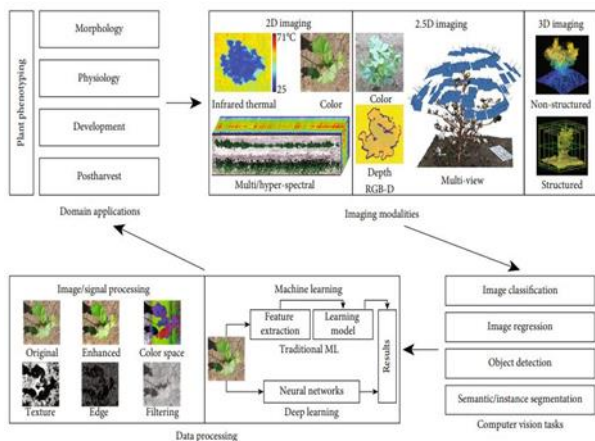 Plant phenotyping
Morphology
Physiology
Development
Postharvest
Domain applications
2D imaging
71°C
25
Infrared thermal
Color
Multi/hyper-spectral
2.5D imaging
Color
Depth
RGB-D
Multi-view
3D imaging
Non-structured
Structured
Imaging modalities
Image/signal processing
Original
Enhanced
Color space
Texture
Edge
Filtering
Machine learning
Feature
extraction
Learning
model
Traditional ML
Results
Neural networks
Deep learning
Data processing
Image classification
Image regression
Object detection
Semantic/instance segmentation
Computer vision tasks